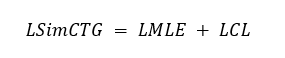 LSimCTG = LMLE + LCL